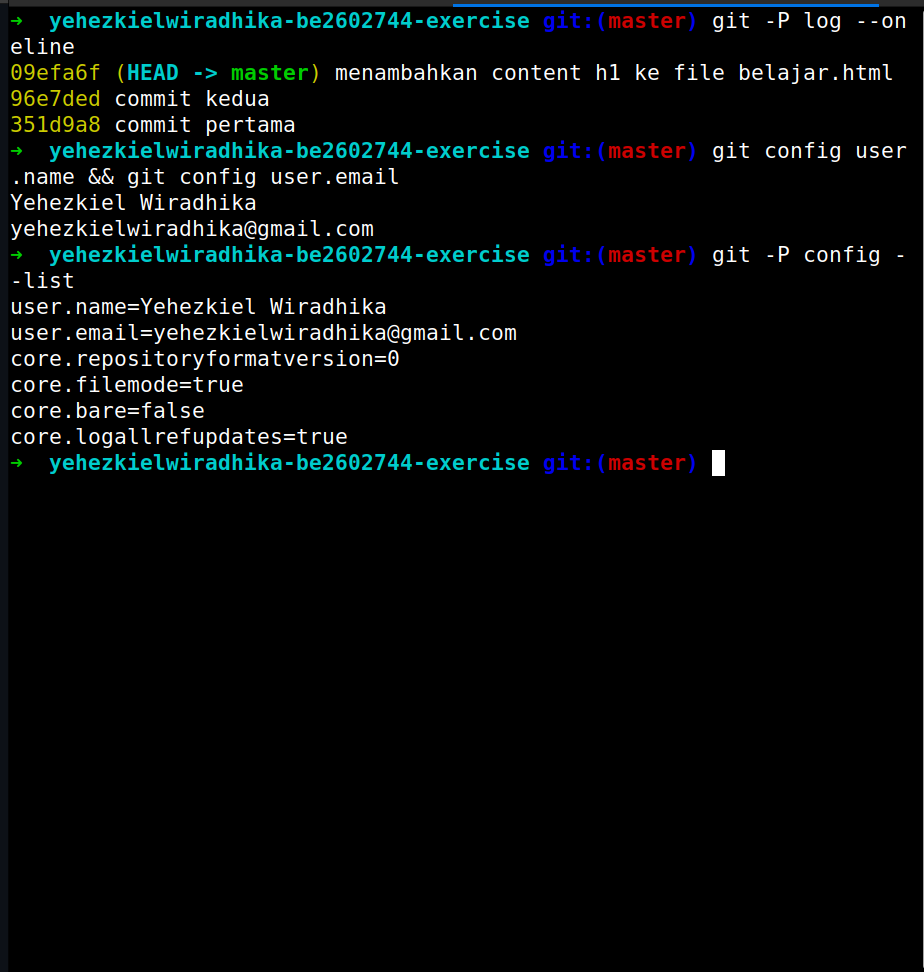 ➜  yehezkielwiradhika-be2602744-exercise git:(master) git -P log --on
eline
09efa6f (HEAD -> master) menambahkan content h1 ke file belajar.html
96e7ded commit kedua
351d9a8 commit pertama
➜  yehezkielwiradhika-be2602744-exercise git:(master) git config user
.name && git config user.email
Yehezkiel Wiradhika
yehezkielwiradhika@gmail.com
➜  yehezkielwiradhika-be2602744-exercise git:(master) git -P config -
-list
user.name=Yehezkiel Wiradhika
user.email=yehezkielwiradhika@gmail.com
core.repositoryformatversion=0
core.filemode=true
core.bare=false
core.logallrefupdates=true
➜  yehezkielwiradhika-be2602744-exercise git:(master)